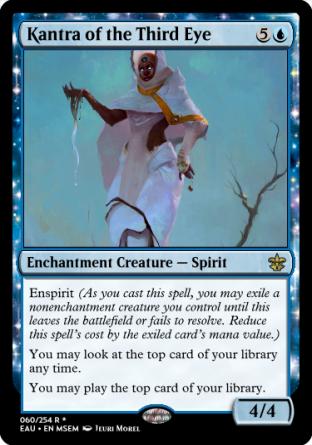 Kantra of the Third Eye 5
Enchantment Creature — Spirit
Enspirit (As you cast this spell, you may exile a
nonenchantment creature you control until this
leaves the battlefield or fails to resolve. Reduce
this spell's cost by the exiled card's mana value.)
You may look at the top card of your library
any time.
You may play the top card of your library.
060/254 R *
EAU • EN MSEM Jeuri Morel
4/4